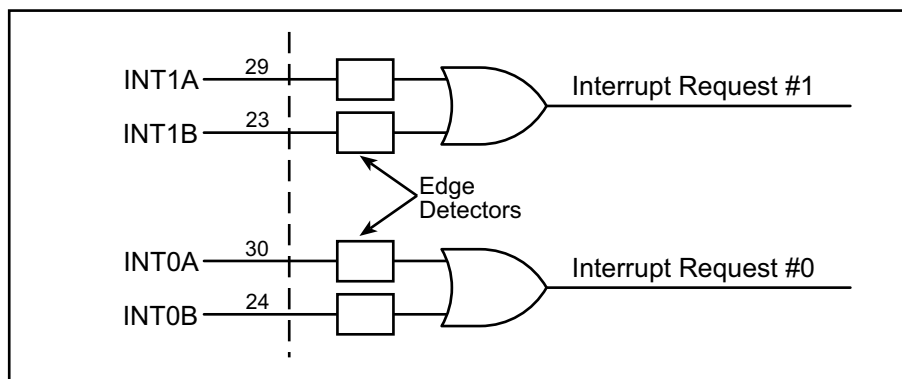 INT1A 29
Interrupt Request #1
INT1B 23
Edge
Detectors
INT0A 30
Interrupt Request #0
INT0B 24